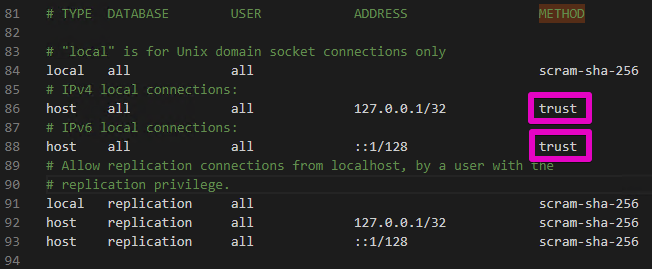 81 # TYPE DATABASE USER ADDRESS METHOD
82
83 # "local" is for Unix domain socket connections only
84 local all all scram-sha-256
85 # IPv4 local connections:
86 host all all 127.0.0.1/32 trust
87 # IPv6 local connections:
88 host all all ::1/128 trust
89 # Allow replication connections from localhost, by a user with the
90 # replication privilege.
91 local replication all scram-sha-256
92 host replication all 127.0.0.1/32 scram-sha-256
93 host replication all ::1/128 scram-sha-256
94